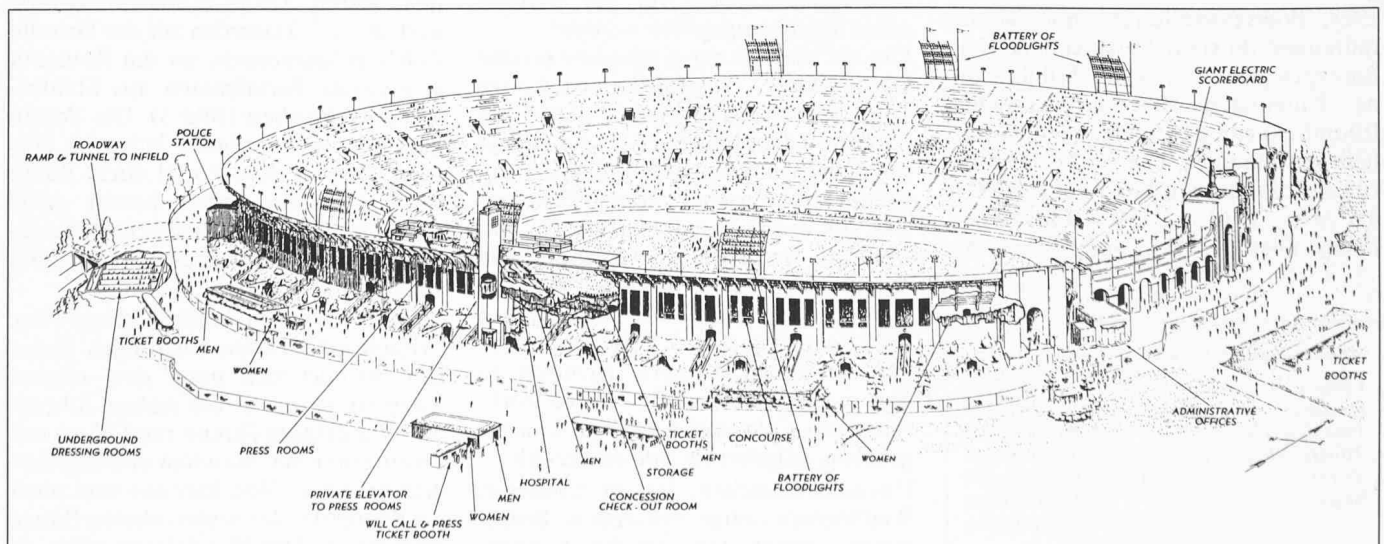 BATTERY OF
FLOODLIGHTS
GIANT ELECTRIC
SCOREBOARD
POLICE
STATION
ROADWAY
RAMP & TUNNEL TO INFIELD
TICKET BOOTHS
MEN
WOMEN
UNDERGROUND
DRESSING ROOMS
PRESS ROOMS
PRIVATE ELEVATOR
TO PRESS ROOMS
WILL CALL & PRESS
TICKET BOOTH
WOMEN
MEN
HOSPITAL
MEN
CONCESSION
CHECK-OUT ROOM
STORAGE
TICKET
BOOTHS
MEN
CONCOURSE
BATTERY OF
FLOODLIGHTS
WOMEN
ADMINISTRATIVE
OFFICES
TICKET
BOOTHS